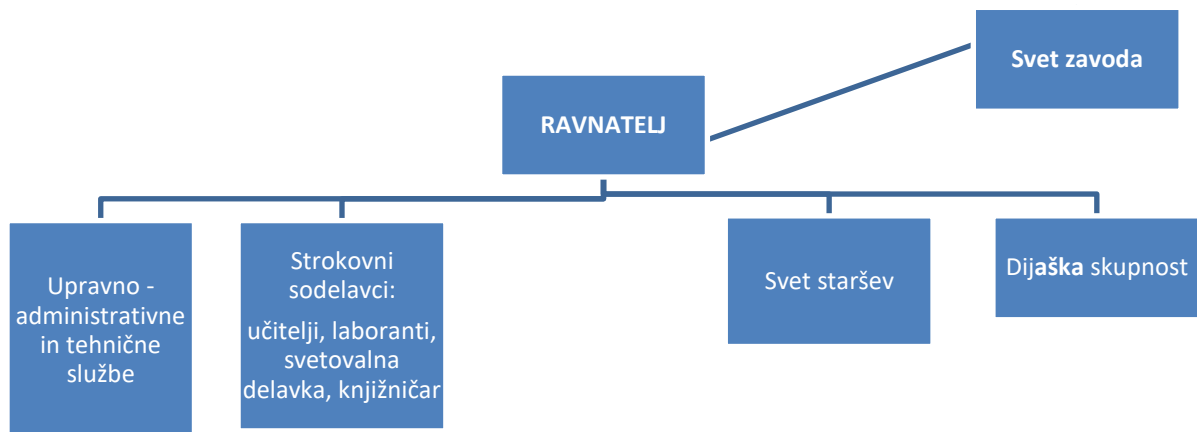 Svet zavoda
RAVNATELJ
Upravno -
administrativne
in tehnične
službe
Strokovni
sodelavci:
učitelji, laboranti,
svetovalna
delavka, knjižničar
Svet staršev
Dijaška skupnost